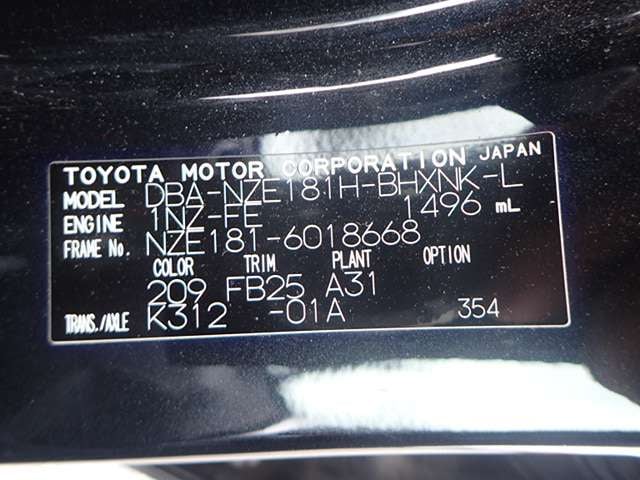 TOYOTA MOTOR CORPORATION JAPAN
MODEL DBA-NZE181H-BHXNK-L
ENGINE 1NZ-FE 1496 mL
FRAME No. NZE181-6018668
COLOR TRIM PLANT OPTION
209 FB25 A31
TRANS./AXLE K312 -01A 354